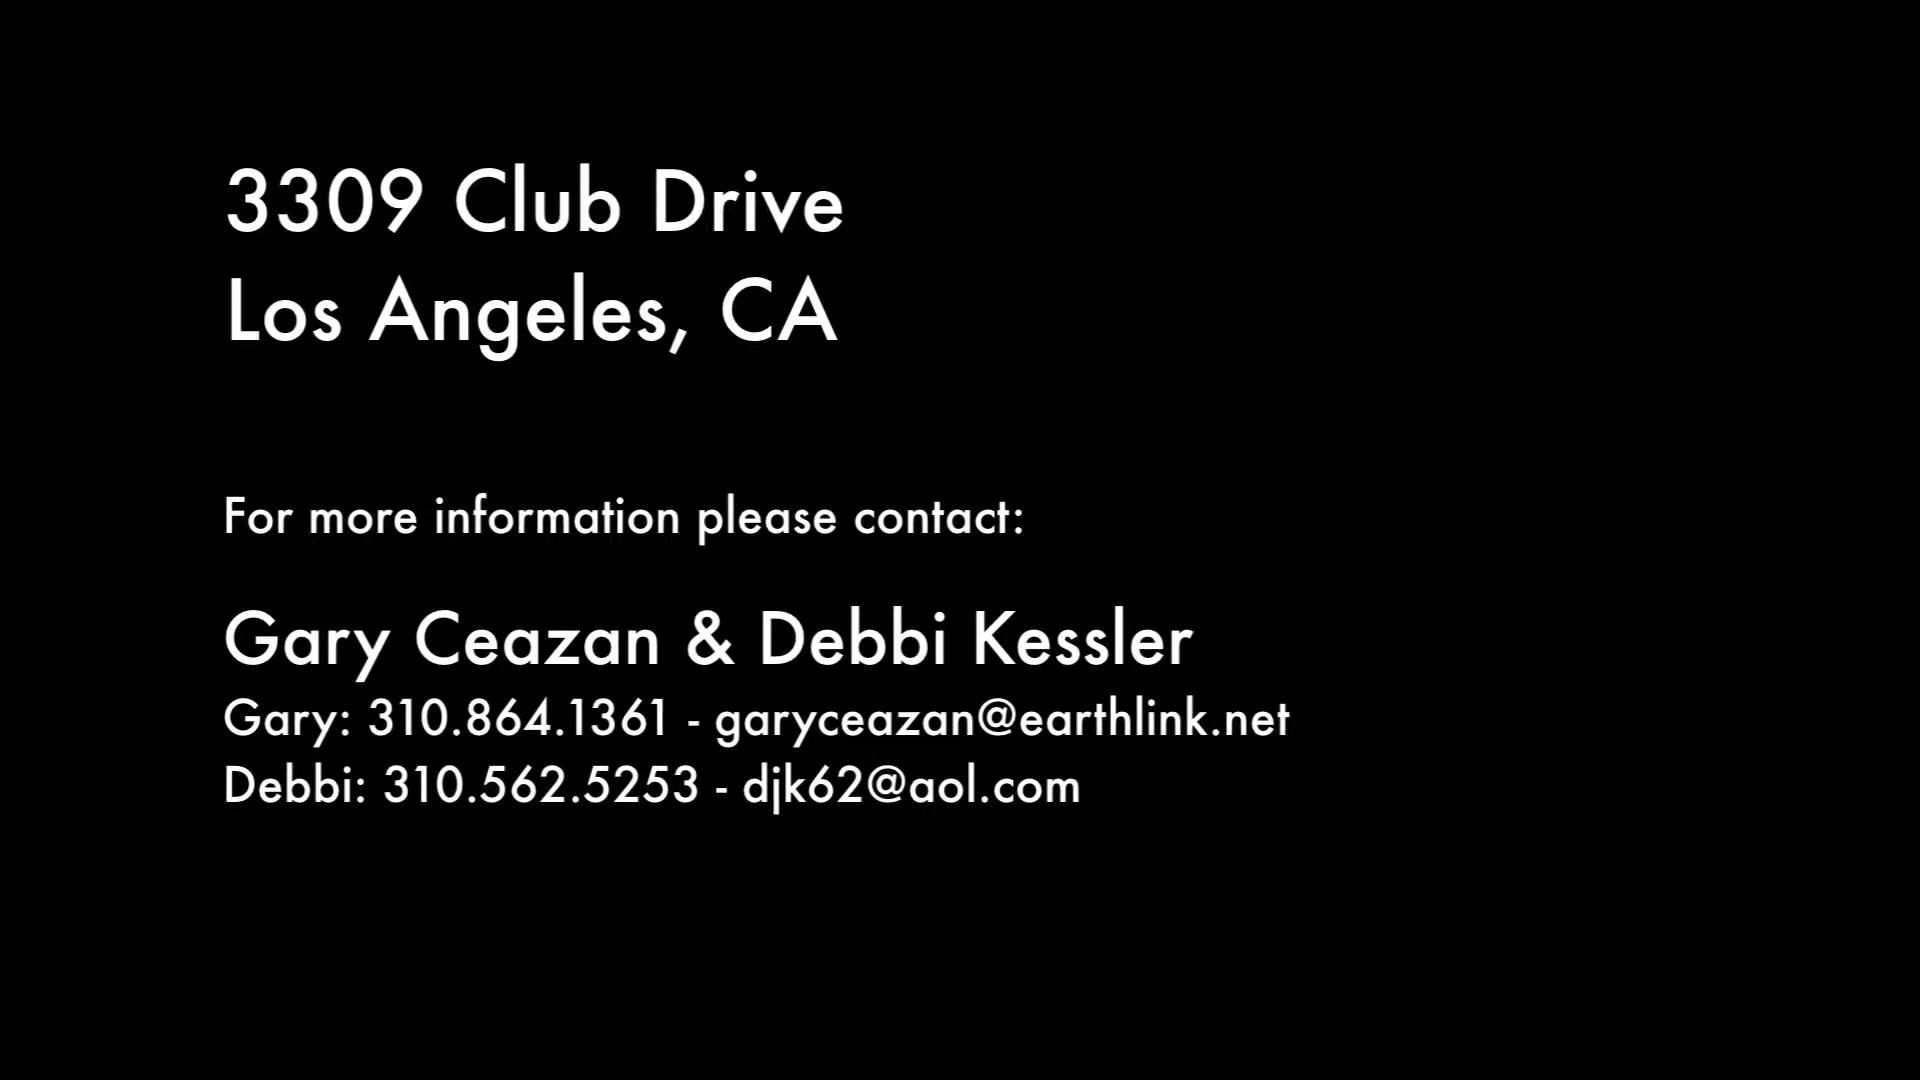 3309 Club Drive
Los Angeles, CA
For more information please contact:
Gary Ceazan & Debbi Kessler
Gary: 310.864.1361 - garyceazan@earthlink.net
Debbi: 310.562.5253 - djk62@aol.com